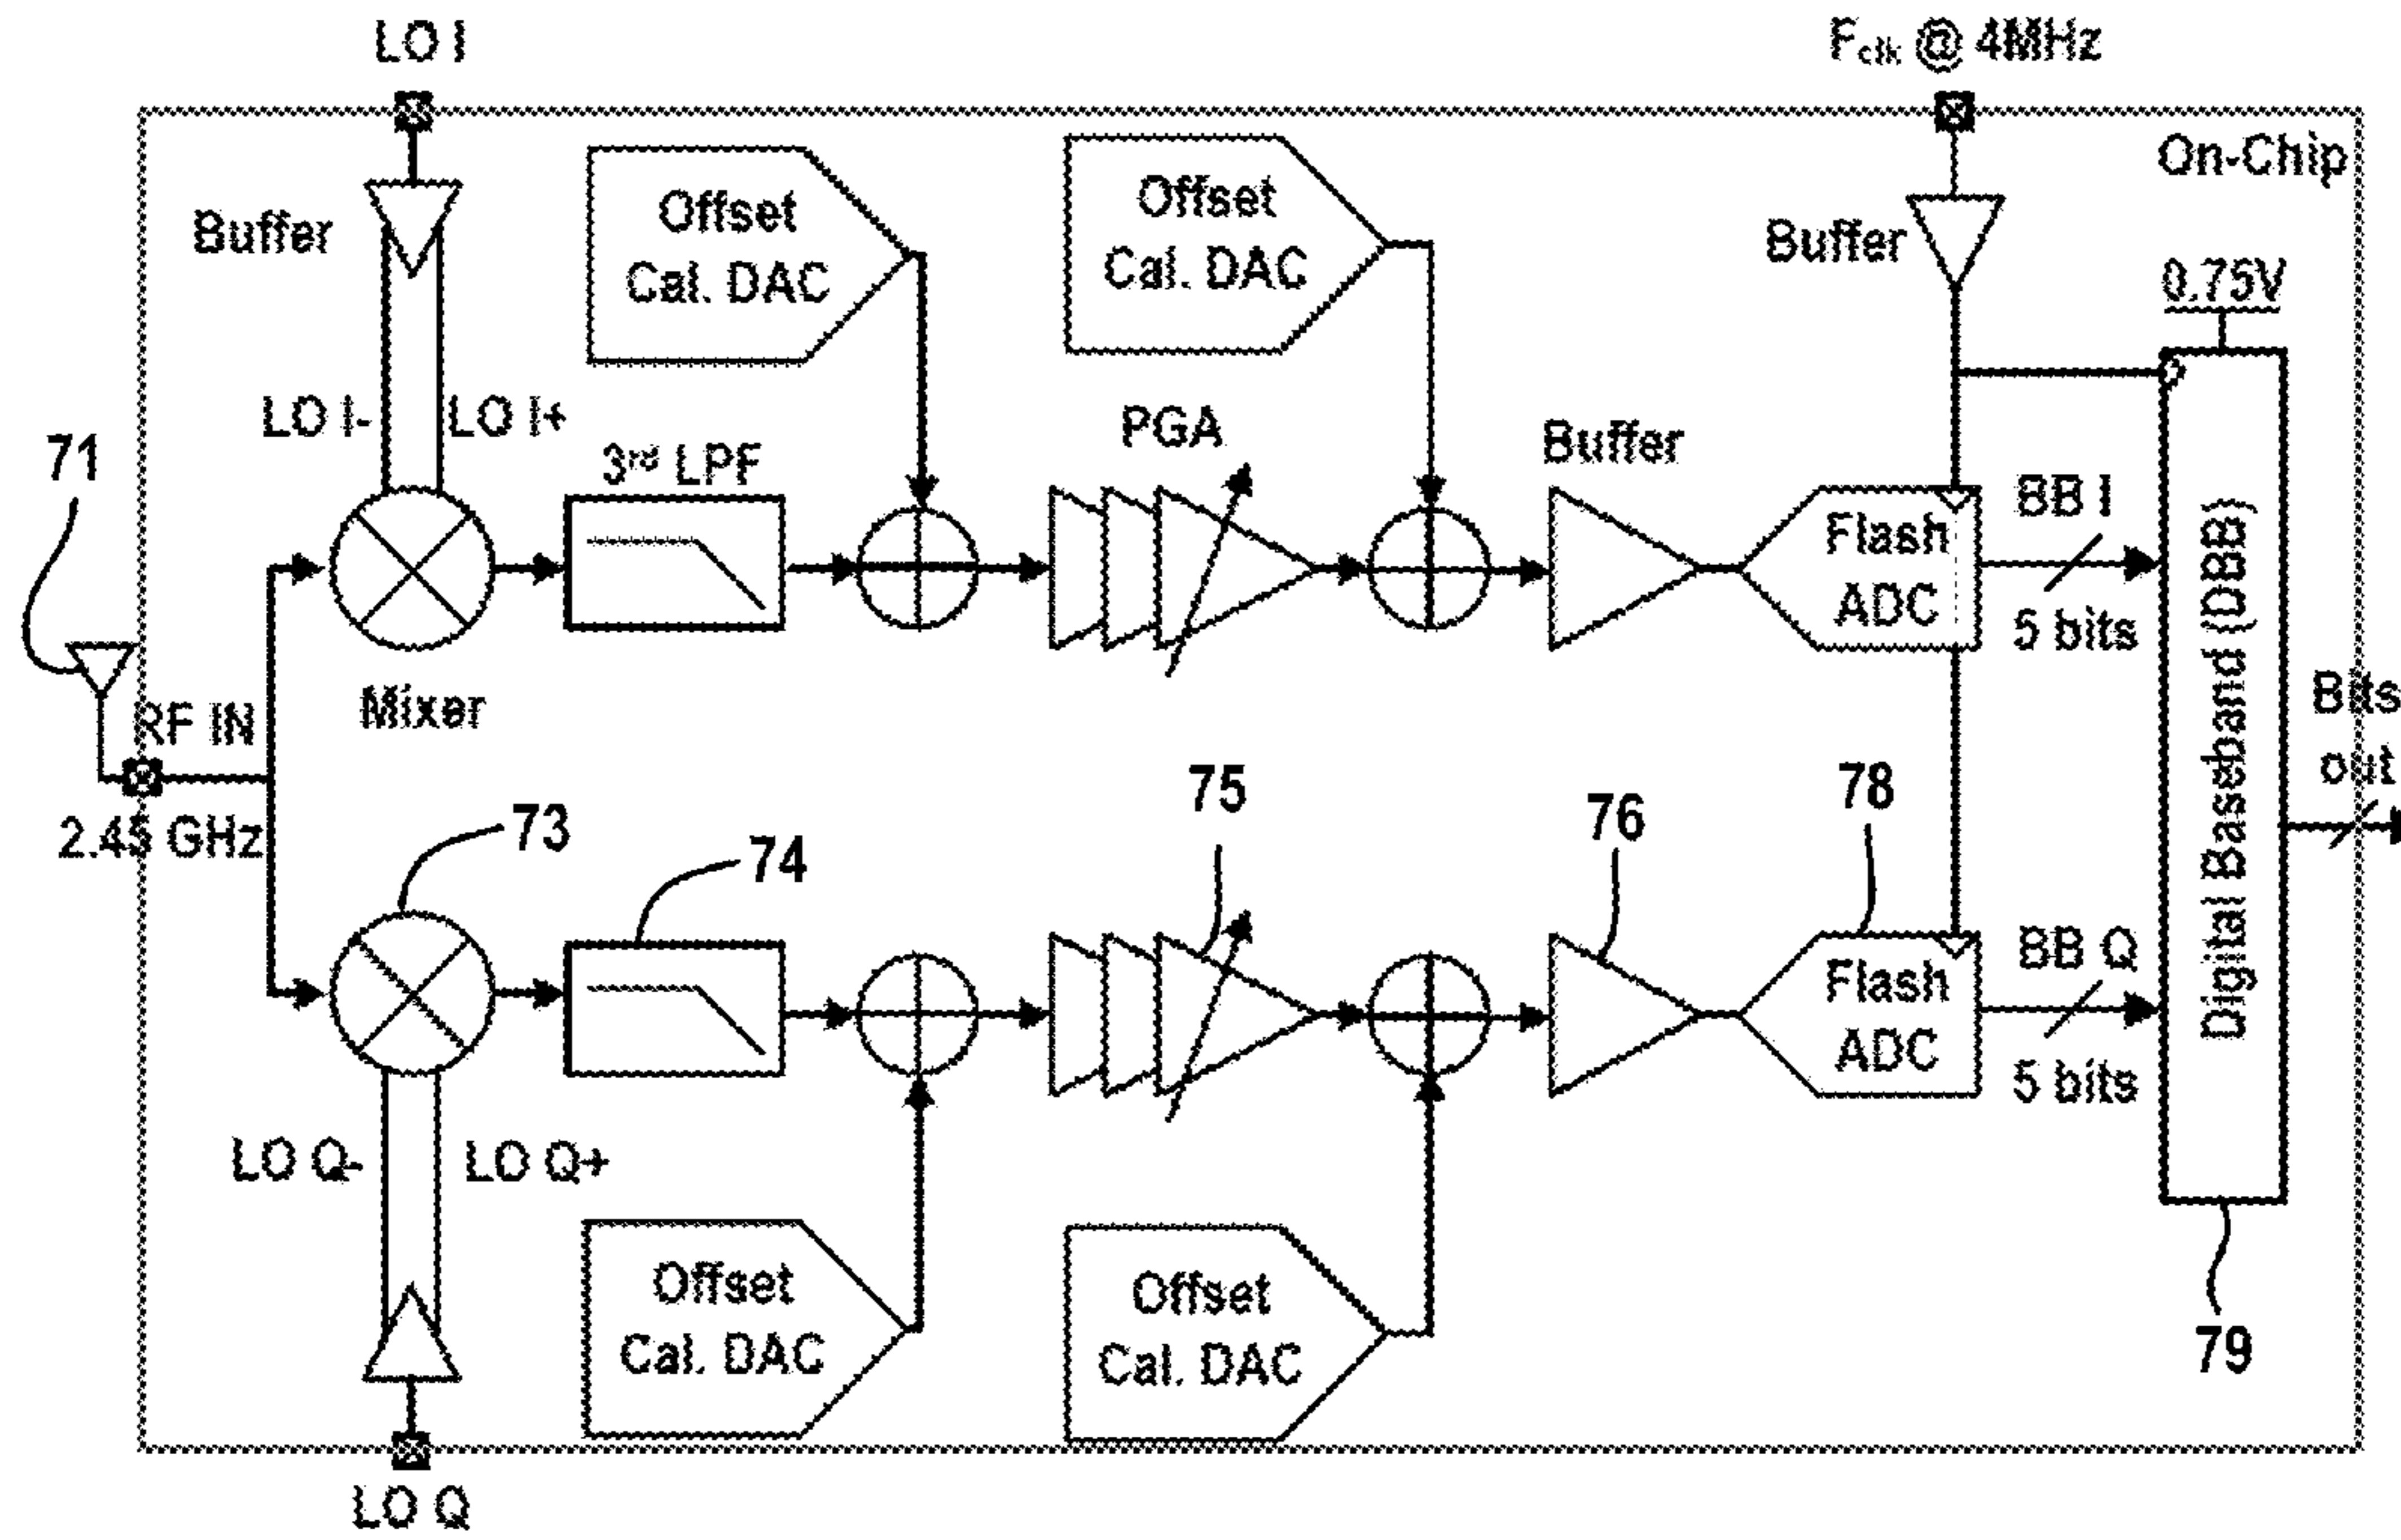 LO I
F_clk @ 4MHz
On-Chip
Buffer
Offset
Cal. DAC
Offset
Cal. DAC
Buffer
0.75V
LO I-
LO I+
71
3rd LPF
PGA
Buffer
Flash
ADC
BB I
5 bits
Mixer
RF IN
2.45 GHz
Digital Baseband (DBB)
Bits
out
73
74
75
76
78
Flash
ADC
BB Q
5 bits
LO Q-
LO Q+
Offset
Cal. DAC
Offset
Cal. DAC
79
LO Q